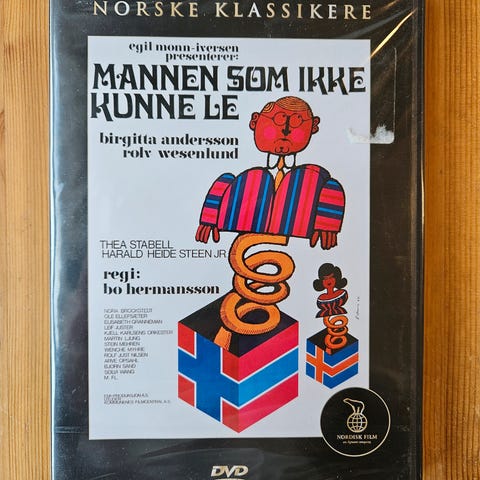 NORSKE KLASSIKERE
egil monn-iversen
presenterer:
MANNEN SOM IKKE
KUNNE LE
birgitta andersson
rolv wesenlund
THEA STABELL
HARALD HEIDE STEEN JR
regi:
bo hermansson
NORA BROCKSTEDT
OLE ELLEFSÆTER
ELISABETH GRANNEMAN
LEIF JUSTER
KJELL KARLSENS ORKESTER
MARTIN LJUNG
STEIN MEHREN
WENCHE MYHRE
ROLF JUST NILSEN
ARVE OPSAHL
BJØRN SAND
SOLVI WANG
M. FL.
KOMMUNENES FILMCENTRAL A.S.
NORDISK FILM
DVD